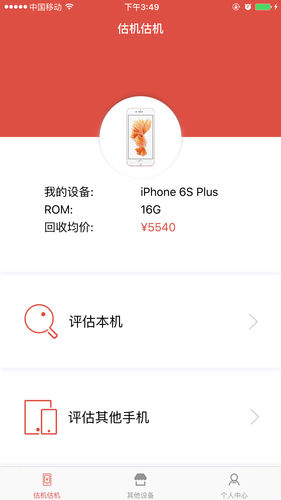 中国移动 下午3:49
估机估机
我的设备: iPhone 6S Plus
ROM: 16G
回收均价: ¥5540
评估本机
评估其他手机
估机估机 其他设备 个人中心